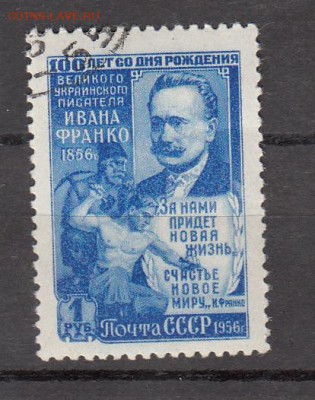 100 ЛЕТ СО ДНЯ РОЖДЕНИЯ
ВЕЛИКОГО
УКРАИНСКОГО
ПИСАТЕЛЯ
ИВАНА
ФРАНКО
1856г.
„ЗА НАМИ
ПРИДЕТ
НОВАЯ
ЖИЗНЬ,
СЧАСТЬЕ
НОВОЕ
МИРУ„ И.ФРАНКО
1
РУБ.
ПОЧТА СССР
1956г.